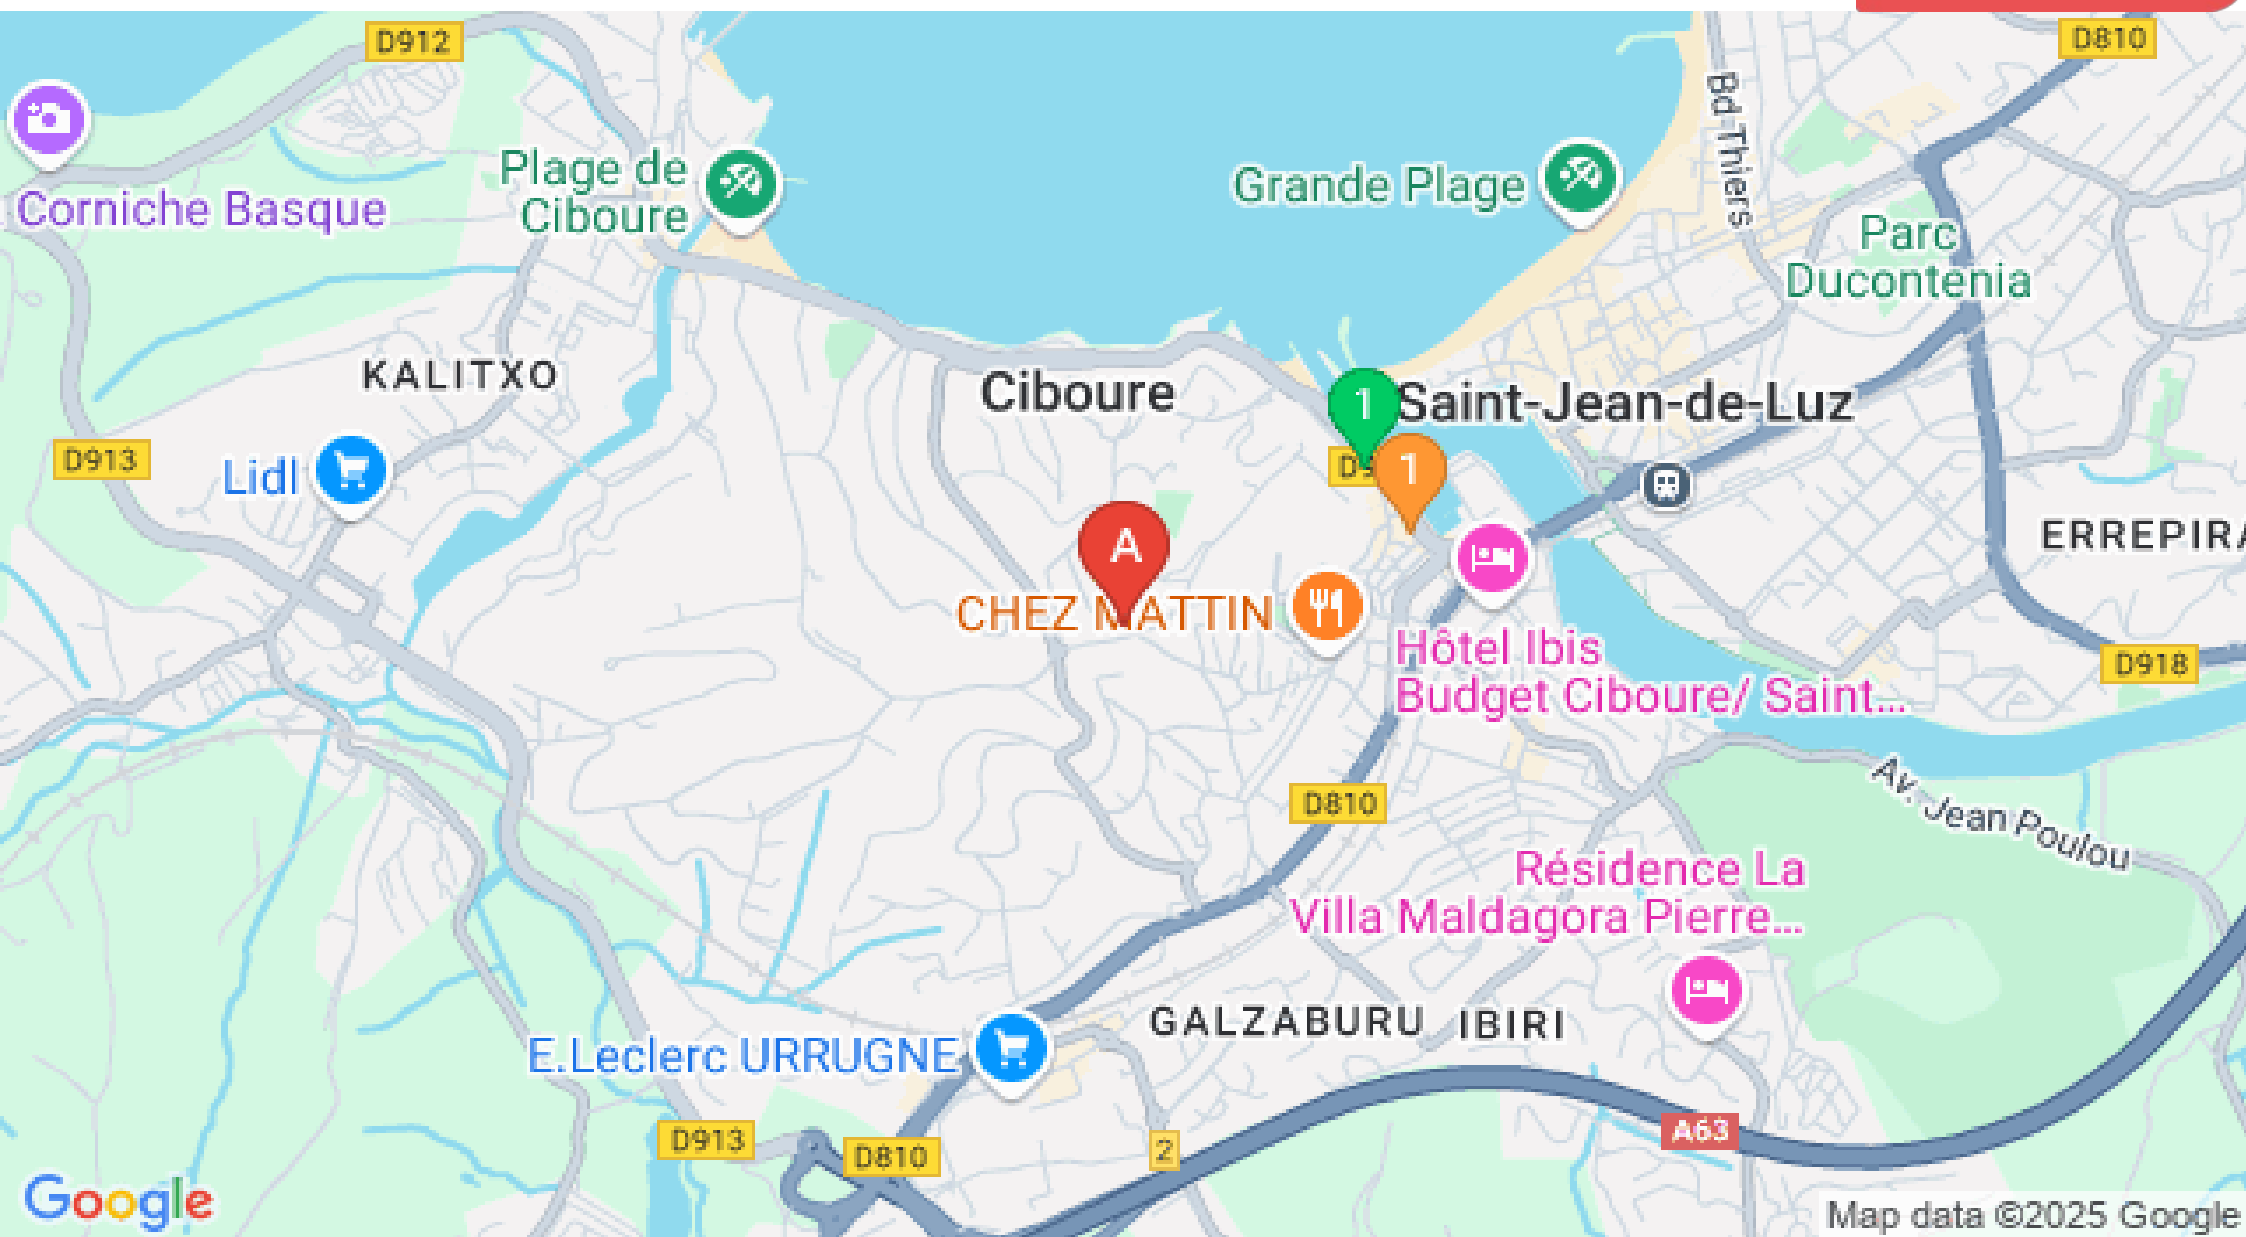 D912
D810
Bd Thiers
Plage de
Ciboure
Grande Plage
Corniche Basque
Parc
Ducontenia
KALITXO
Ciboure
1
Saint-Jean-de-Luz
D913
Lidl
1
A
ERREPIRA
CHEZ MATTIN
Hôtel Ibis
Budget Ciboure/ Saint...
D918
D810
Av. Jean Poulou
Résidence La
Villa Maldagora Pierre...
GALZABURU
IBIRI
E.Leclerc URRUGNE
D913
D810
2
A63
Google
Map data ©2025 Google